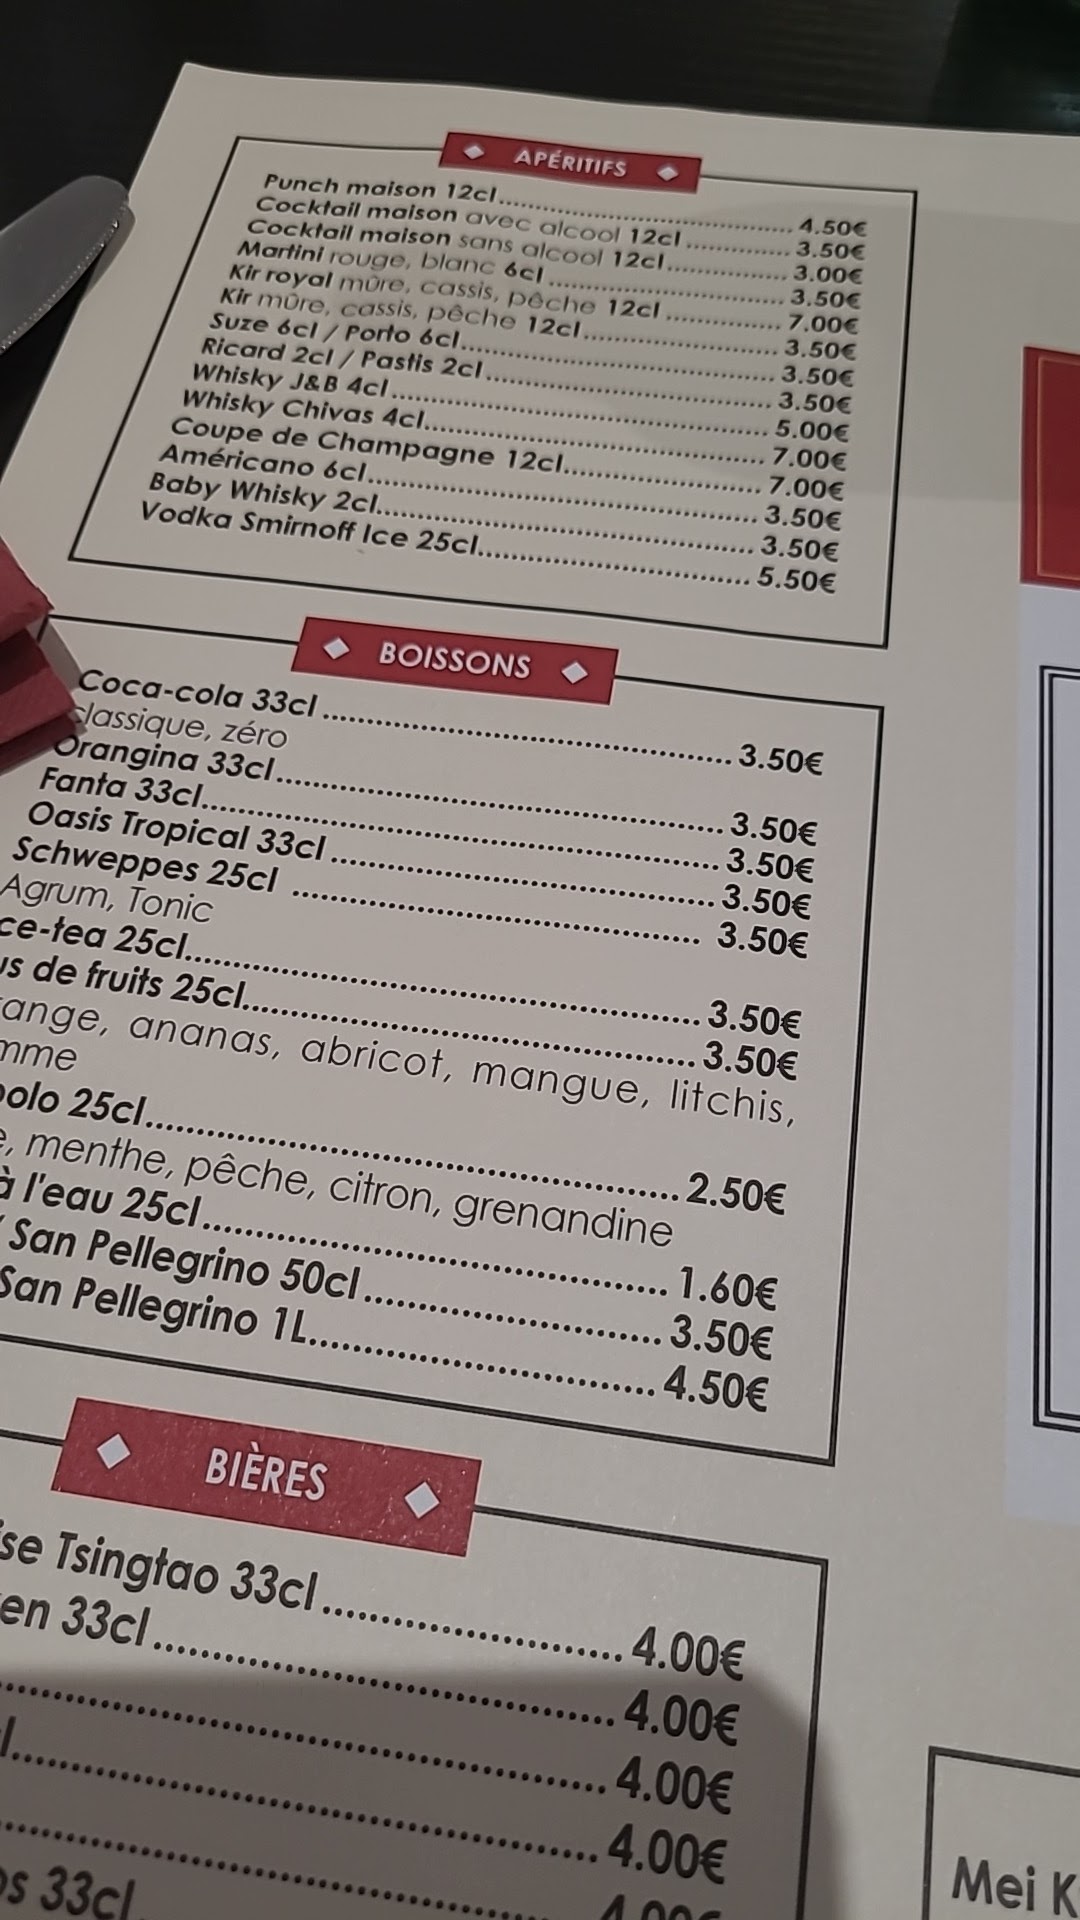 APÉRITIFS
Punch maison 12cl.......... 4.50€
Cocktail maison avec alcool 12cl.......... 3.50€
Cocktail maison sans alcool 12cl.......... 3.00€
Martini rouge, blanc 6cl.......... 3.50€
Kir royal mûre, cassis, pêche 12cl.......... 7.00€
Kir mûre, cassis, pêche 12cl.......... 3.50€
Suze 6cl / Porto 6cl.......... 3.50€
Ricard 2cl / Pastis 2cl.......... 3.50€
Whisky J&B 4cl.......... 5.00€
Whisky Chivas 4cl.......... 7.00€
Coupe de Champagne 12cl.......... 7.00€
Américano 6cl.......... 3.50€
Baby Whisky 2cl.......... 3.50€
Vodka Smirnoff Ice 25cl.......... 5.50€
BOISSONS
Coca-cola 33cl.......... 3.50€
classique, zéro
Orangina 33cl.......... 3.50€
Fanta 33cl.......... 3.50€
Oasis Tropical 33cl.......... 3.50€
Schweppes 25cl.......... 3.50€
Agrum, Tonic
ce-tea 25cl.......... 3.50€
us de fruits 25cl.......... 3.50€
ange, ananas, abricot, mangue, litchis,
mme
olo 25cl.......... 2.50€
e, menthe, pêche, citron, grenandine
à l'eau 25cl.......... 1.60€
/ San Pellegrino 50cl.......... 3.50€
San Pellegrino 1L.......... 4.50€
BIÈRES
ise Tsingtao 33cl.......... 4.00€
en 33cl.......... 4.00€
.......... 4.00€
l.......... 4.00€
os 33cl.......... 4.00€
Mei K